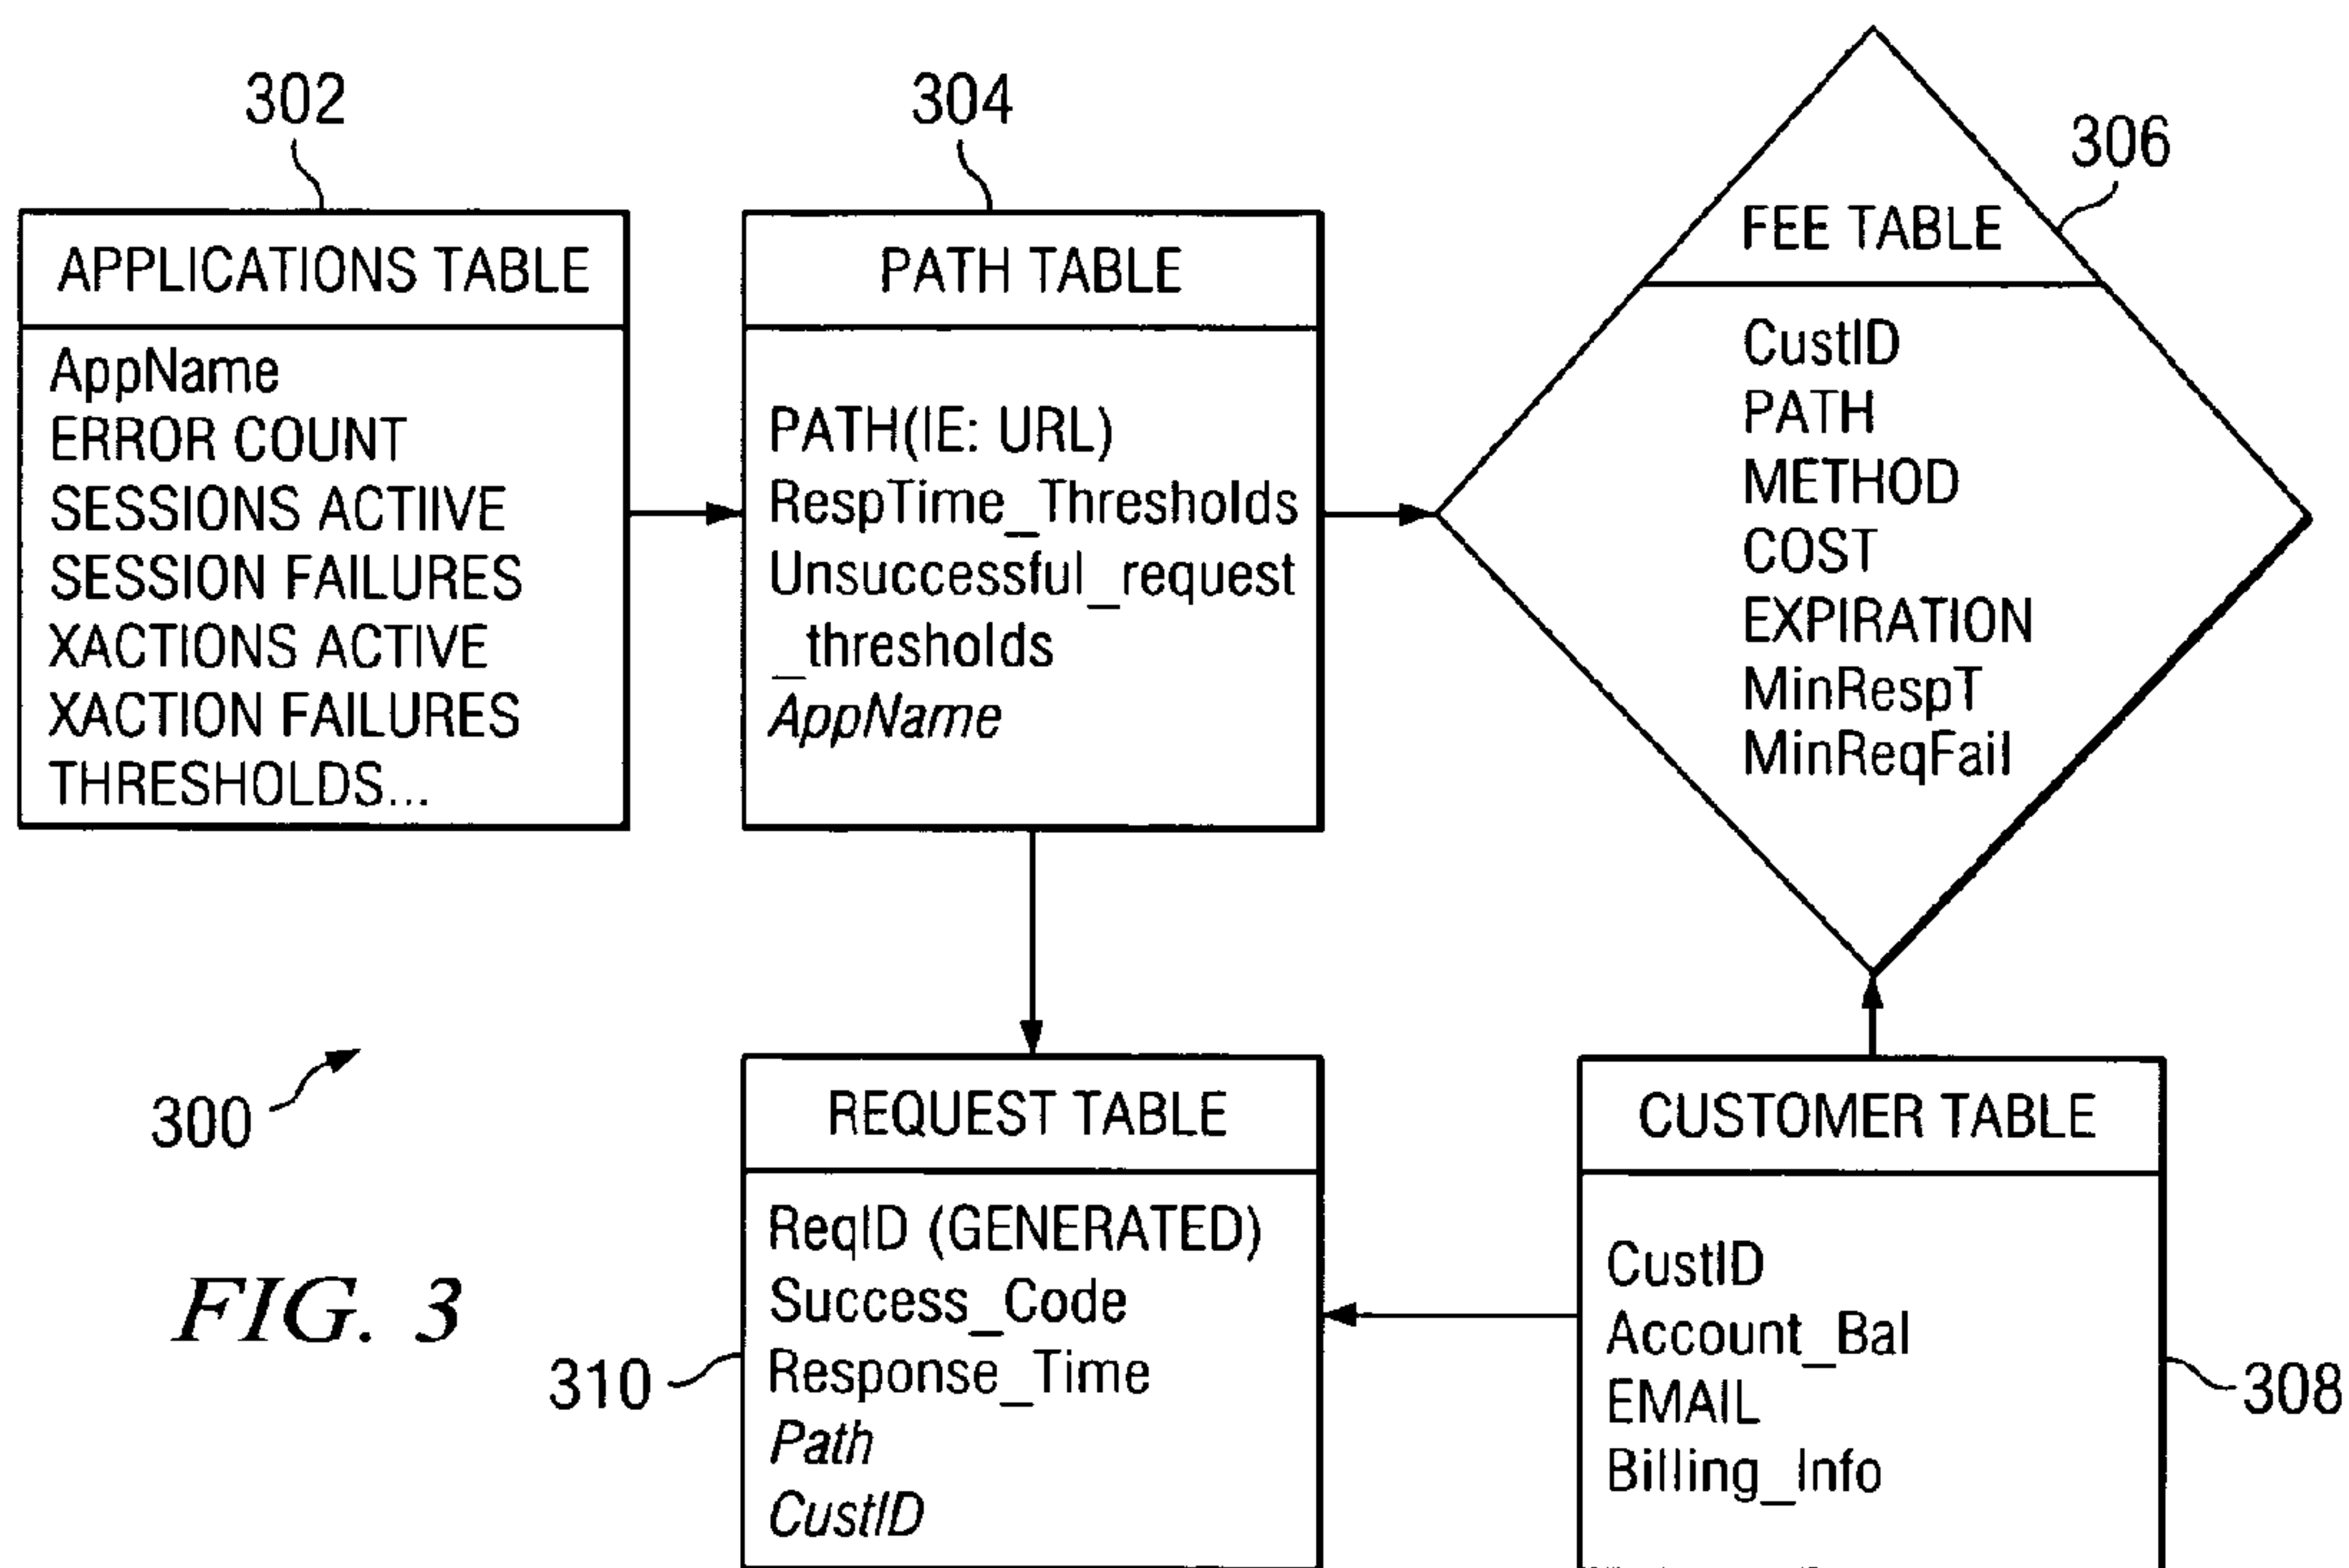 302
APPLICATIONS TABLE
AppName
ERROR COUNT
SESSIONS ACTIIVE
SESSION FAILURES
XACTIONS ACTIVE
XACTION FAILURES
THRESHOLDS...
304
PATH TABLE
PATH(IE: URL)
RespTime_Thresholds
Unsuccessful_request
_thresholds
AppName
306
FEE TABLE
CustID
PATH
METHOD
COST
EXPIRATION
MinRespT
MinReqFail
300
FIG. 3
310
REQUEST TABLE
ReqID (GENERATED)
Success_Code
Response_Time
Path
CustID
CUSTOMER TABLE
CustID
Account_Bal
EMAIL
Billing_Info
308